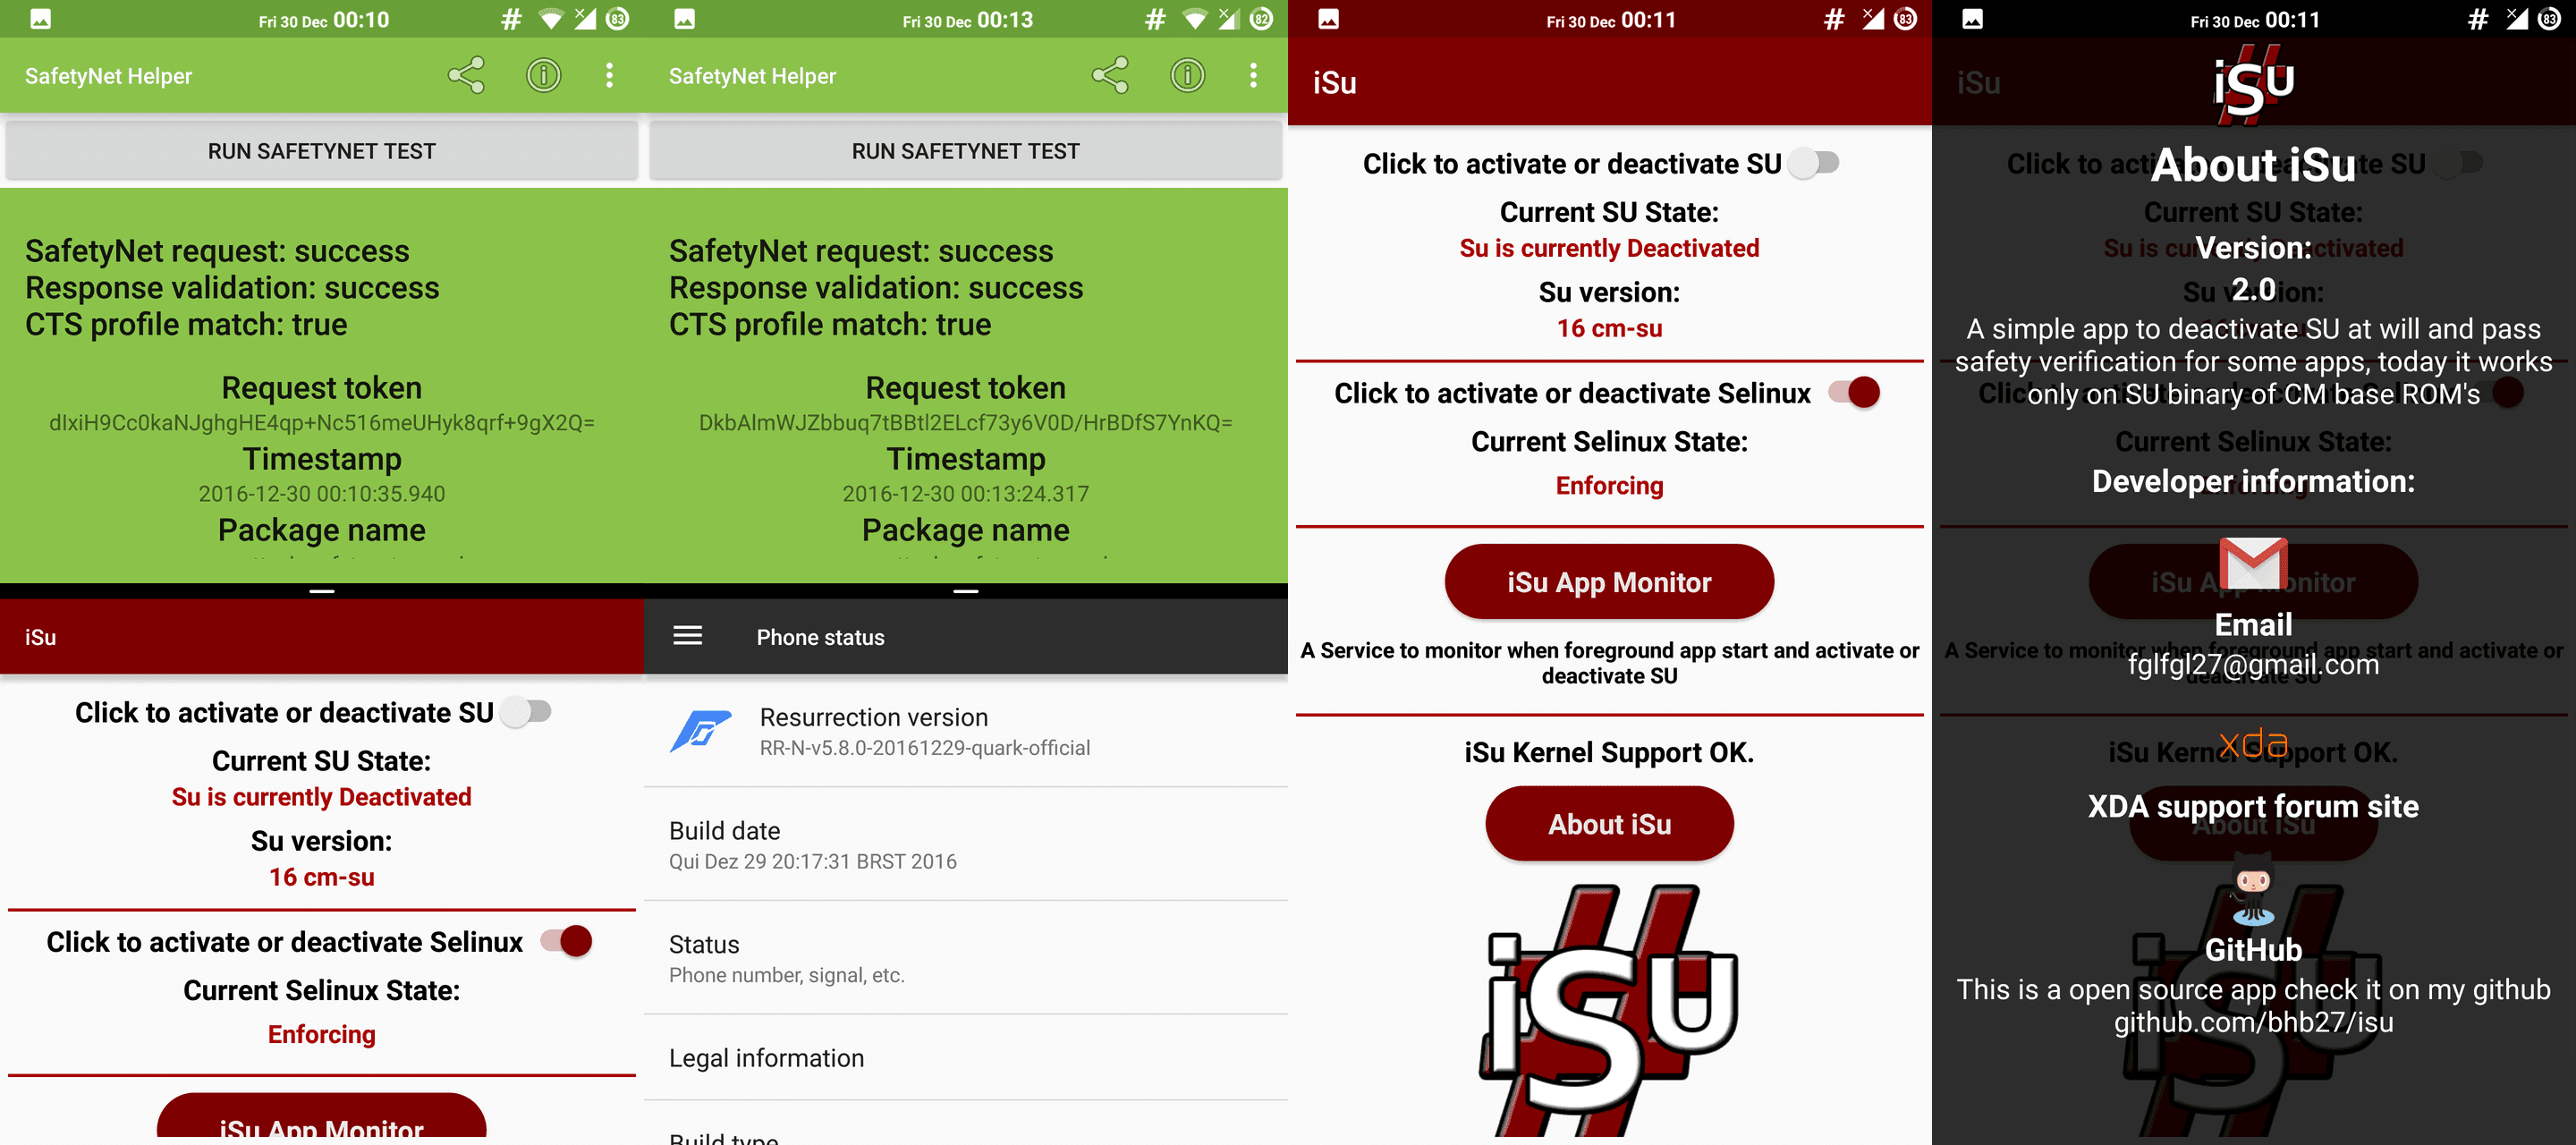 Fri 30 Dec 00:10
83
SafetyNet Helper
RUN SAFETYNET TEST
SafetyNet request: success
Response validation: success
CTS profile match: true
Request token
dIxiH9Cc0kaNJghgHE4qp+Nc516meUHyk8qrf+9gX2Q=
Timestamp
2016-12-30 00:10:35.940
Package name
iSu
Click to activate or deactivate SU
Current SU State:
Su is currently Deactivated
Su version:
16 cm-su
Click to activate or deactivate Selinux
Current Selinux State:
Enforcing
iSu App Monitor
Fri 30 Dec 00:13
82
SafetyNet Helper
RUN SAFETYNET TEST
SafetyNet request: success
Response validation: success
CTS profile match: true
Request token
DkbAlmWJZbbuq7tBBtl2ELcf73y6V0D/HrBDfS7YnKQ=
Timestamp
2016-12-30 00:13:24.317
Package name
Phone status
Resurrection version
RR-N-v5.8.0-20161229-quark-official
Build date
Qui Dez 29 20:17:31 BRST 2016
Status
Phone number, signal, etc.
Legal information
Build type
Fri 30 Dec 00:11
83
iSu
Click to activate or deactivate SU
Current SU State:
Su is currently Deactivated
Su version:
16 cm-su
Click to activate or deactivate Selinux
Current Selinux State:
Enforcing
iSu App Monitor
A Service to monitor when foreground app start and activate or
deactivate SU
iSu Kernel Support OK.
About iSu
iSu
Fri 30 Dec 00:11
83
iSu
iSu
About iSu
Version:
2.0
A simple app to deactivate SU at will and pass
safety verification for some apps, today it works
only on SU binary of CM base ROM's
Developer information:
Email
fglfgl27@gmail.com
xda
XDA support forum site
GitHub
This is a open source app check it on my github
github.com/bhb27/isu